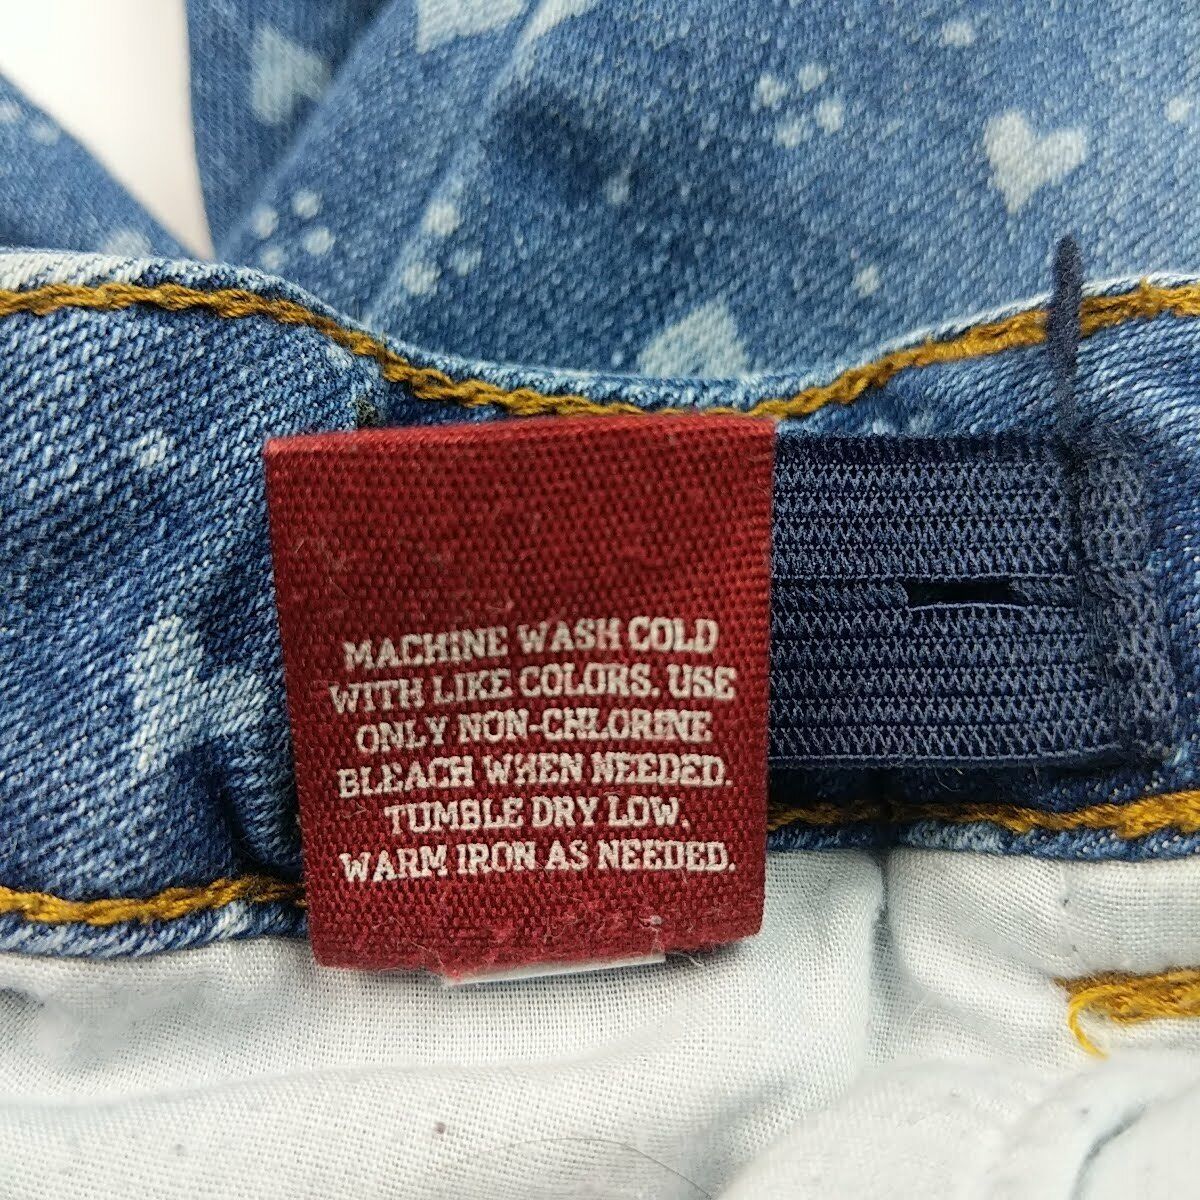 MACHINE WASH COLD
WITH LIKE COLORS. USE
ONLY NON-CHLORINE
BLEACH WHEN NEEDED.
TUMBLE DRY LOW.
WARM IRON AS NEEDED.